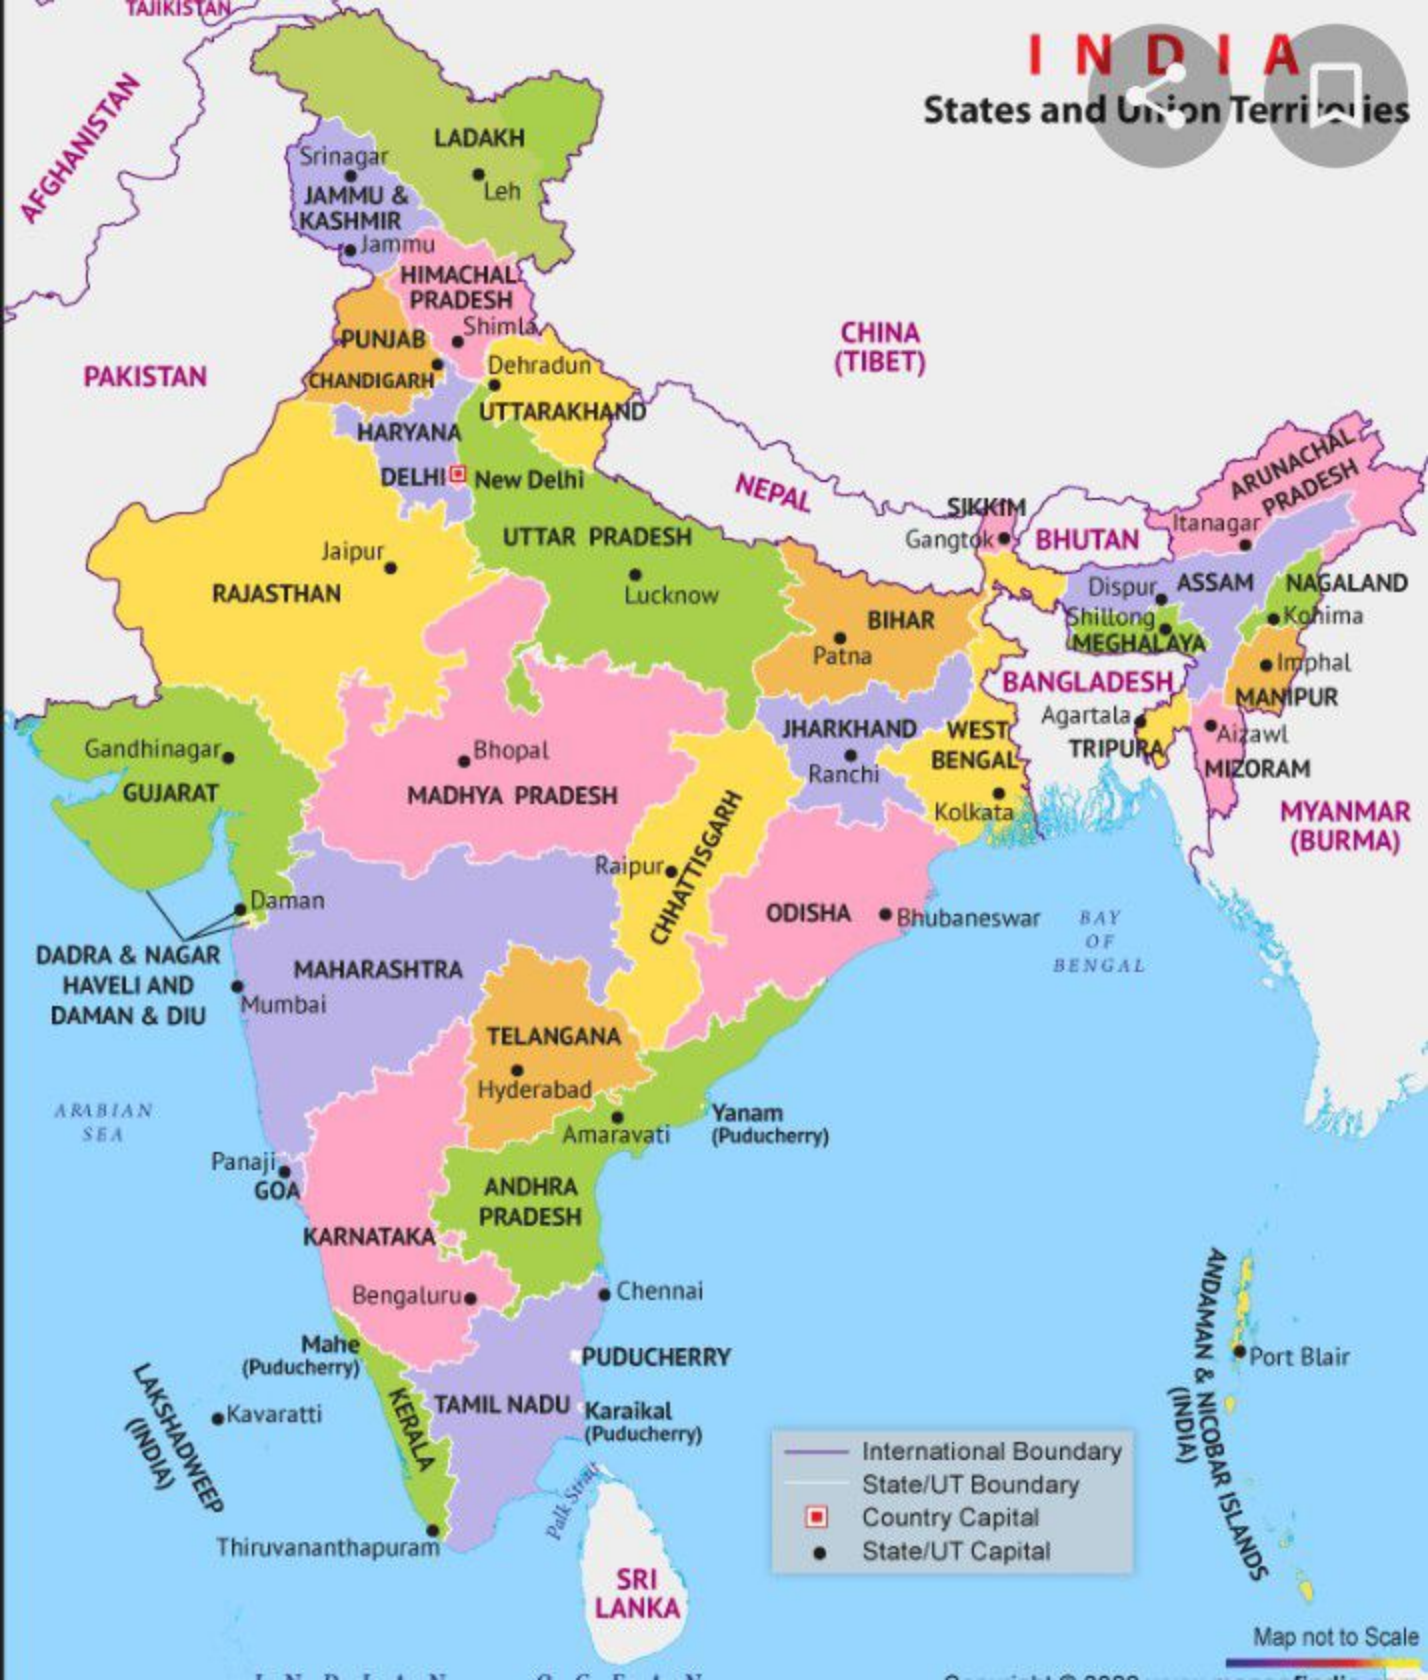 TAJIKISTAN
INDIA
States and Union Territories
AFGHANISTAN
LADAKH
Leh
Srinagar
JAMMU &
KASHMIR
Jammu
HIMACHAL
PRADESH
Shimla
PUNJAB
CHANDIGARH
Dehradun
UTTARAKHAND
PAKISTAN
CHINA
(TIBET)
HARYANA
DELHI
New Delhi
NEPAL
SIKKIM
Gangtok
BHUTAN
ARUNACHAL
PRADESH
Itanagar
UTTAR PRADESH
Lucknow
Jaipur
RAJASTHAN
BIHAR
Patna
Dispur
ASSAM
NAGALAND
Shillong
Kohima
MEGHALAYA
Imphal
MANIPUR
BANGLADESH
Agartala
TRIPURA
Aizawl
MIZORAM
MYANMAR
(BURMA)
JHARKHAND
Ranchi
WEST
BENGAL
Kolkata
Gandhinagar
GUJARAT
Bhopal
MADHYA PRADESH
Raipur
CHHATTISGARH
ODISHA
Bhubaneswar
BAY
OF
BENGAL
Daman
DADRA & NAGAR
HAVELI AND
DAMAN & DIU
MAHARASHTRA
Mumbai
TELANGANA
Hyderabad
Amaravati
Yanam
(Puducherry)
ARABIAN
SEA
Panaji
GOA
ANDHRA
PRADESH
KARNATAKA
Bengaluru
Chennai
Mahe
(Puducherry)
PUDUCHERRY
TAMIL NADU
Karaikal
(Puducherry)
KERALA
LAKSHADWEEP
(INDIA)
Kavaratti
Thiruvananthapuram
Palk Strait
SRI
LANKA
ANDAMAN & NICOBAR ISLANDS
(INDIA)
Port Blair
International Boundary
State/UT Boundary
Country Capital
State/UT Capital
Map not to Scale
INDIAN OCEAN